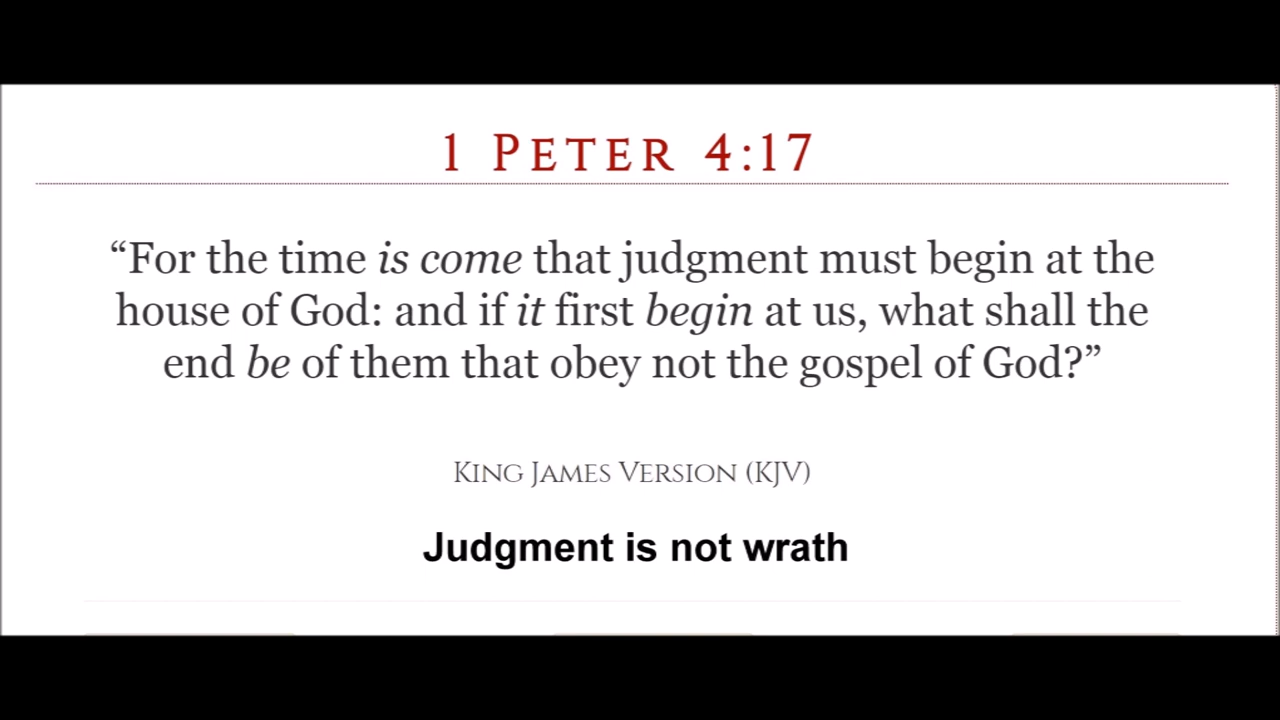 1 PETER 4:17
“For the time is come that judgment must begin at the
house of God: and if it first begin at us, what shall the
end be of them that obey not the gospel of God?”
KING JAMES VERSION (KJV)
Judgment is not wrath